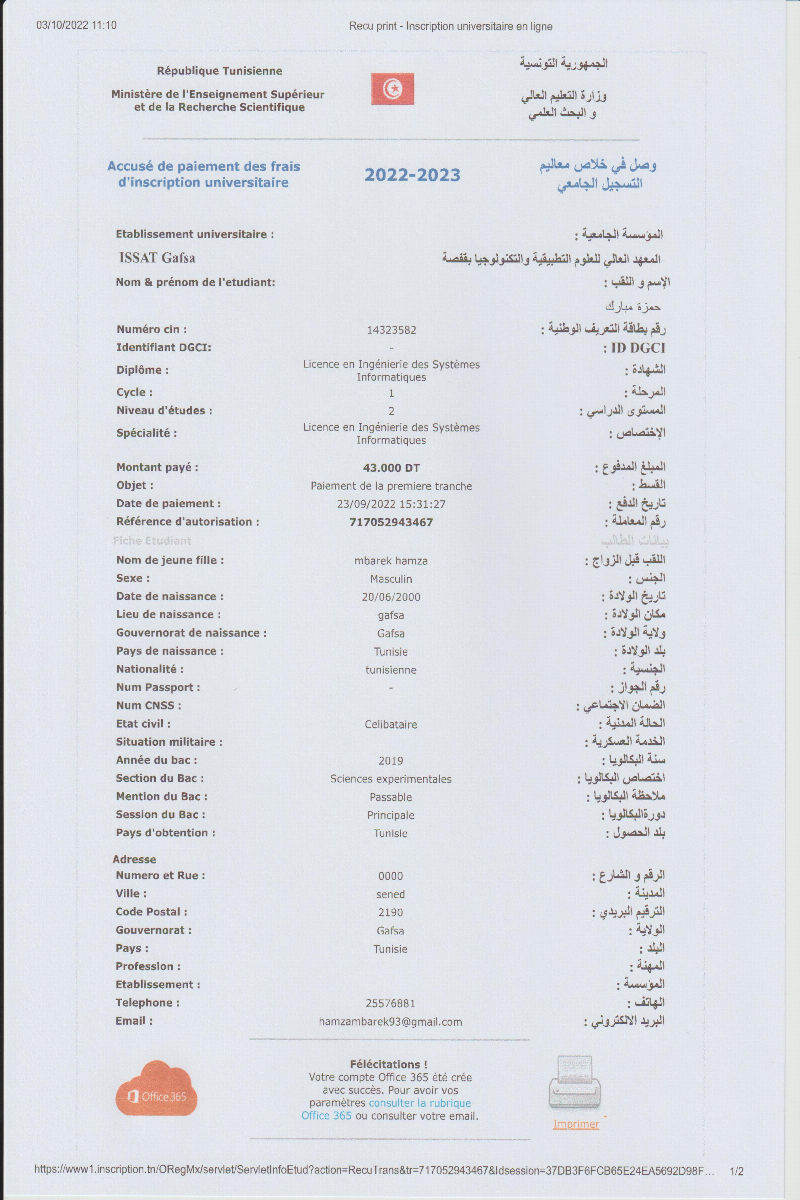 03/10/2022 11:10 Recu print - Inscription universitaire en ligne
République Tunisienne
الجمهورية التونسية
Ministère de l'Enseignement Supérieur
et de la Recherche Scientifique
وزارة التعليم العالي
و البحث العلمي
Accusé de paiement des frais
d'inscription universitaire
2022-2023
وصل في خلاص معاليم
التسجيل الجامعي
Etablissement universitaire : المؤسسة الجامعية :
ISSAT Gafsa المعهد العالي للعلوم التطبيقية والتكنولوجيا بقفصة
Nom & prénom de l'etudiant: الإسم و اللقب :
حمزة مبارك
Numéro cin : 14323582 رقم بطاقة التعريف الوطنية :
Identifiant DGCI: - ID DGCI :
Diplôme : Licence en Ingénierie des Systèmes
Informatiques الشهادة :
Cycle : 1 المرحلة :
Niveau d'études : 2 المستوى الدراسي :
Spécialité : Licence en Ingénierie des Systèmes
Informatiques الإختصاص :
Montant payé : 43.000 DT المبلغ المدفوع :
Objet : Paiement de la premiere tranche القسط :
Date de paiement : 23/09/2022 15:31:27 تاريخ الدفع :
Référence d'autorisation : 717052943467 رقم المعاملة :
Fiche Etudiant بيانات الطالب
Nom de jeune fille : mbarek hamza اللقب قبل الزواج :
Sexe : Masculin الجنس :
Date de naissance : 20/06/2000 تاريخ الولادة :
Lieu de naissance : gafsa مكان الولادة :
Gouvernorat de naissance : Gafsa ولاية الولادة :
Pays de naissance : Tunisie بلد الولادة :
Nationalité : tunisienne الجنسية :
Num Passport : - رقم الجواز :
Num CNSS : الضمان الاجتماعي :
Etat civil : Celibataire الحالة المدنية :
Situation militaire : الخدمة العسكرية :
Année du bac : 2019 سنة البكالويا :
Section du Bac : Sciences experimentales اختصاص البكالويا :
Mention du Bac : Passable ملاحظة البكالويا :
Session du Bac : Principale دورةالبكالويا :
Pays d'obtention : Tunisie بلد الحصول :
Adresse
Numero et Rue : 0000 الرقم و الشارع :
Ville : sened المدينة :
Code Postal : 2190 الترقيم البريدي :
Gouvernorat : Gafsa الولاية :
Pays : Tunisie البلد :
Profession : المهنة :
Etablissement : المؤسسة :
Telephone : 25576881 الهاتف :
Email : hamzambarek93@gmail.com البريد الالكتروني :
Office 365
Félécitations !
Votre compte Office 365 été crée
avec succès. Pour avoir vos
paramètres consulter la rubrique
Office 365 ou consulter votre email.
Imprimer
https://www1.inscription.tn/ORegMx/servlet/ServletInfoEtud?action=RecuTrans&tr=717052943467&Idsession=37DB3F6FCB65E24EA5692D98F... 1/2